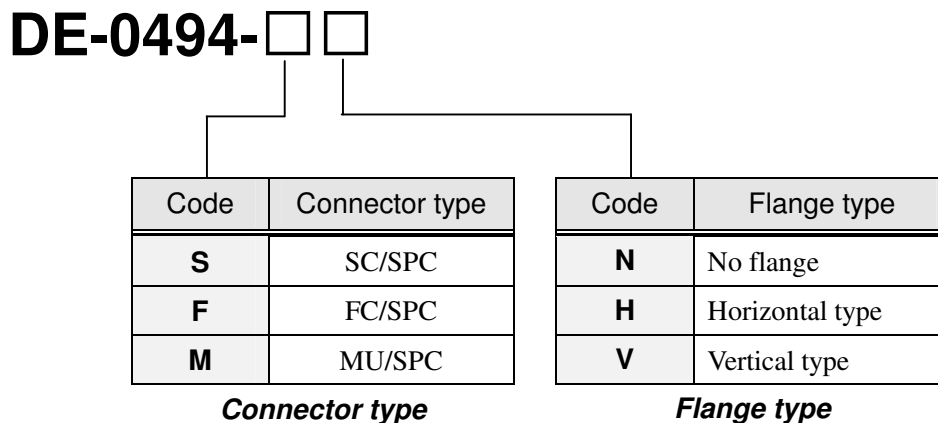 DE-0494-□ □
Code Connector type
S SC/SPC
F FC/SPC
M MU/SPC
Connector type
Code Flange type
N No flange
H Horizontal type
V Vertical type
Flange type